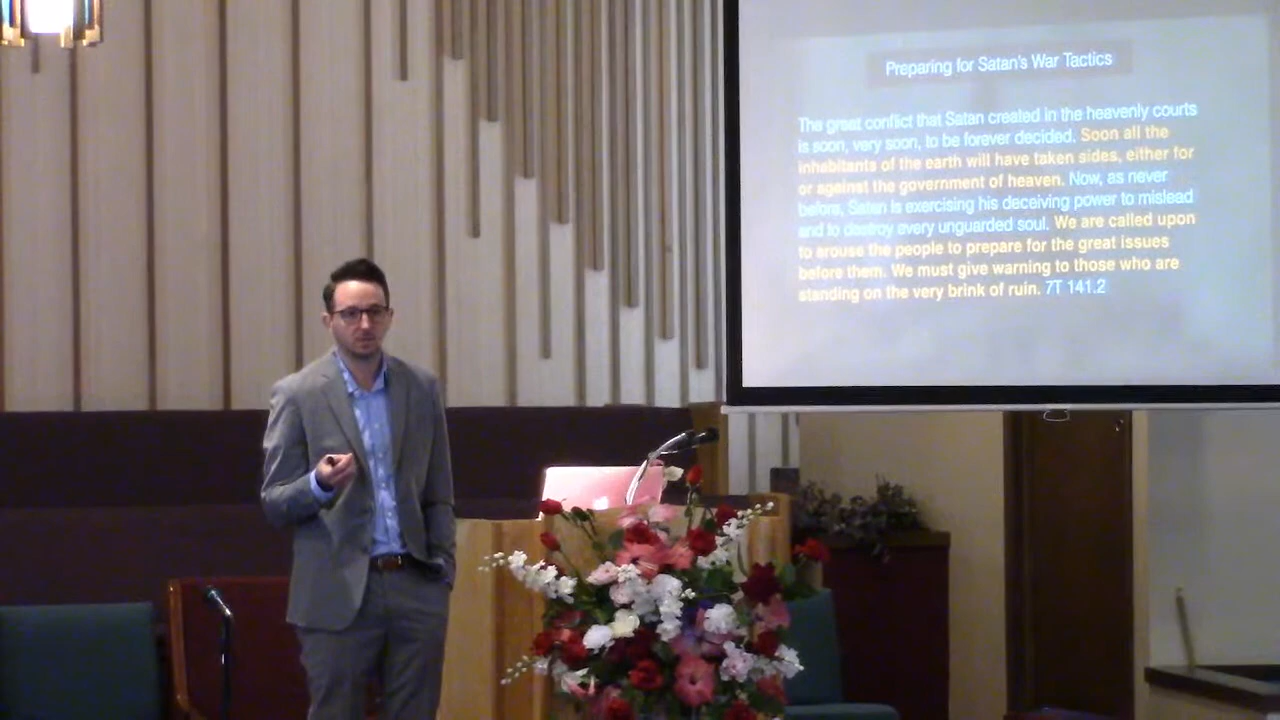 Preparing for Satan's War Tactics
The great conflict that Satan created in the heavenly courts
is soon, very soon, to be forever decided. Soon all the
inhabitants of the earth will have taken sides, either for
or against the government of heaven. Now, as never
before, Satan is exercising his deceiving power to mislead
and to destroy every unguarded soul. We are called upon
to arouse the people to prepare for the great issues
before them. We must give warning to those who are
standing on the very brink of ruin. 7T 141.2